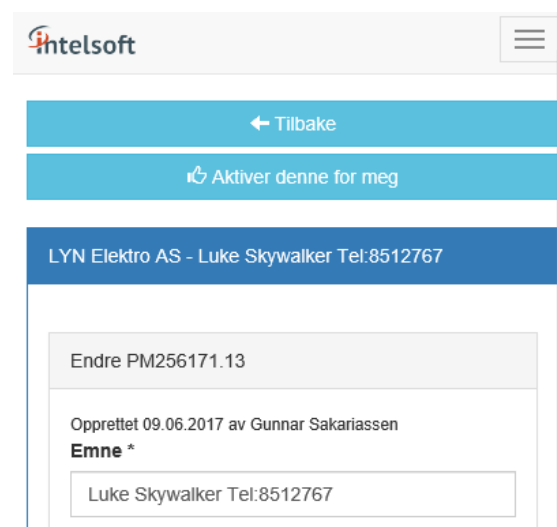 intelsoft
Tilbake
Aktiver denne for meg
LYN Elektro AS - Luke Skywalker Tel:8512767
Endre PM256171.13
Opprettet 09.06.2017 av Gunnar Sakariassen
Emne *
Luke Skywalker Tel:8512767